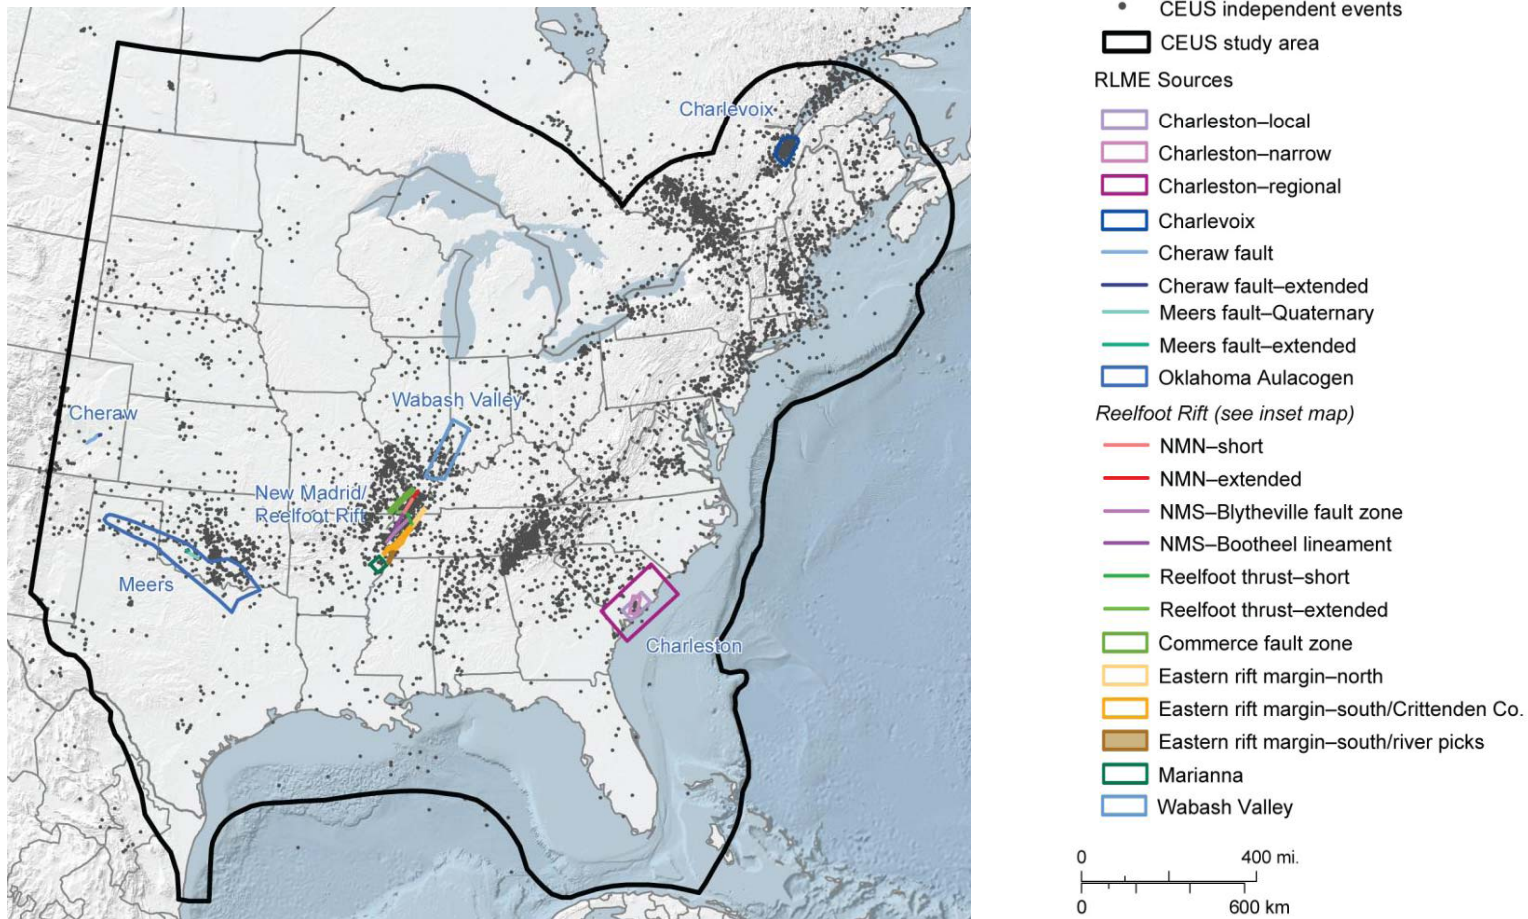 Charlevoix
Cheraw
Wabash Valley
New Madrid/
Reelfoot Rift
Meers
Charleston
CEUS independent events
CEUS study area
RLME Sources
Charleston–local
Charleston–narrow
Charleston–regional
Charlevoix
Cheraw fault
Cheraw fault–extended
Meers fault–Quaternary
Meers fault–extended
Oklahoma Aulacogen
Reelfoot Rift (see inset map)
NMN–short
NMN–extended
NMS–Blytheville fault zone
NMS–Bootheel lineament
Reelfoot thrust–short
Reelfoot thrust–extended
Commerce fault zone
Eastern rift margin–north
Eastern rift margin–south/Crittenden Co.
Eastern rift margin–south/river picks
Marianna
Wabash Valley
0 400 mi.
0 600 km